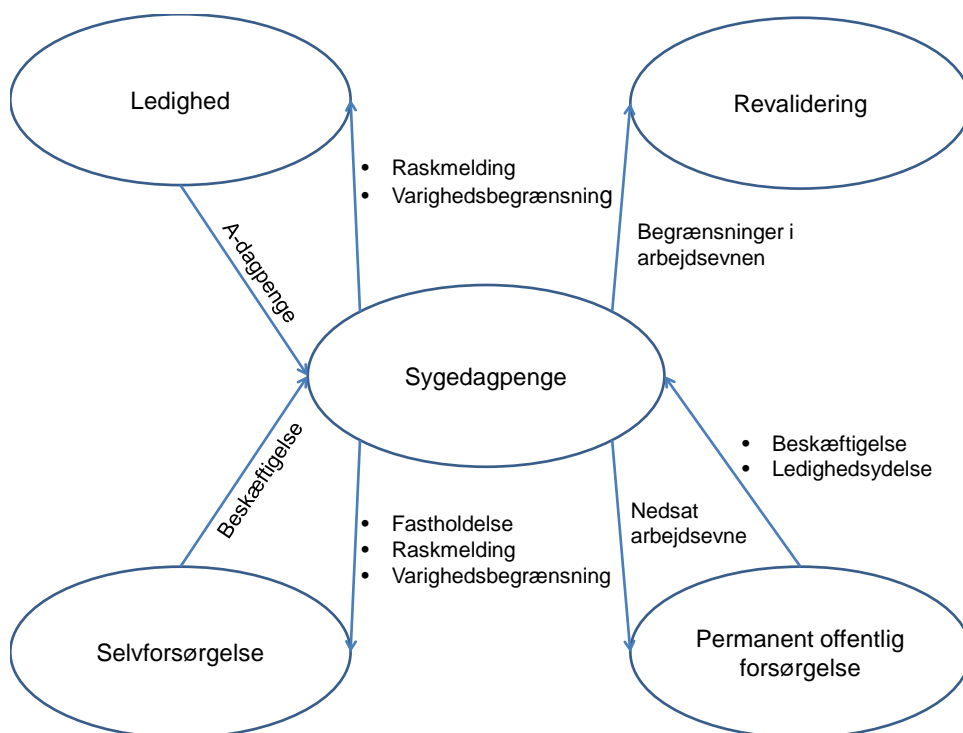 Ledighed
Revalidering
• Raskmelding
• Varighedsbegrænsning
A-dagpenge
Begrænsninger i
arbejdsevnen
Sygedagpenge
Beskæftigelse
• Beskæftigelse
• Ledighedsydelse
• Fastholdelse
• Raskmelding
• Varighedsbegrænsning
Nedsat
arbejdsevne
Selvforsørgelse
Permanent offentlig
forsørgelse